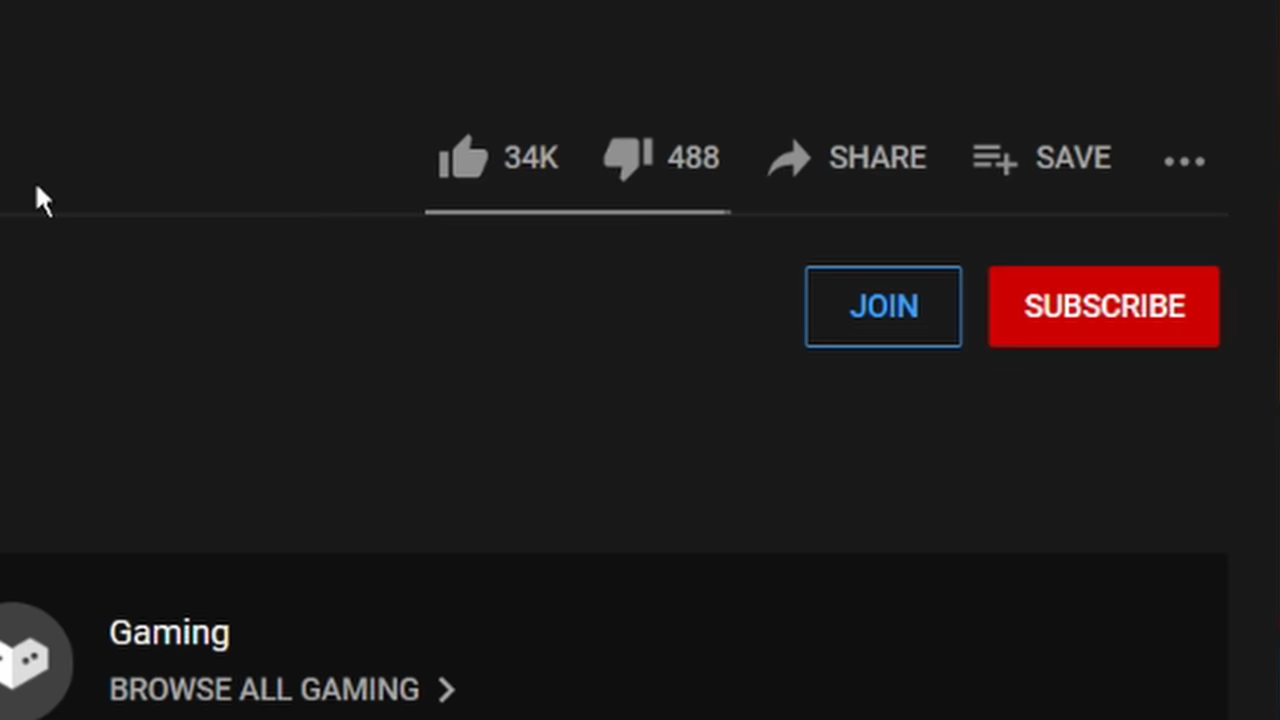 34K 488 SHARE SAVE
JOIN SUBSCRIBE
Gaming
BROWSE ALL GAMING